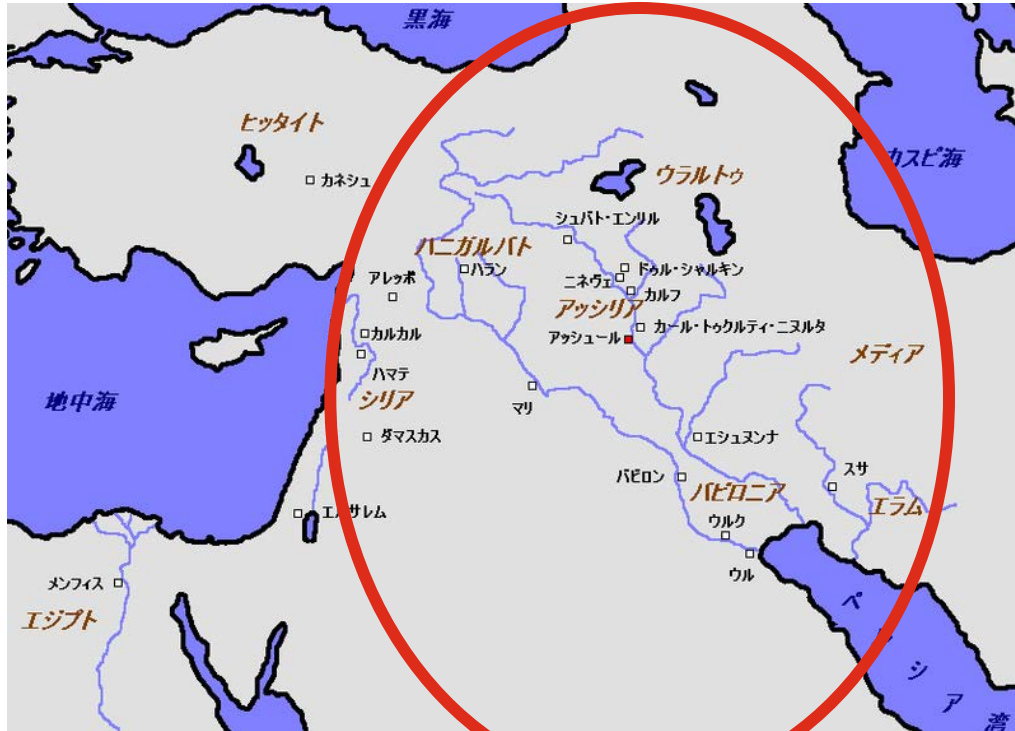 黒海
ヒッタイト
カスピ海
カネシュ
ウラルトゥ
シュバト・エンリル
ハニガルバト
ハラン
ドゥル・シャルキン
ニネヴェ
アレッポ
カルフ
アッシリア
カルカル
カール・トゥクルティ・ニヌルタ
アッシュール
メディア
ハマテ
マリ
シリア
地中海
ダマスカス
エシュヌンナ
スサ
バビロン
バビロニア
エラム
エルサレム
ウルク
ウル
メンフィス
エジプト
ペルシア湾